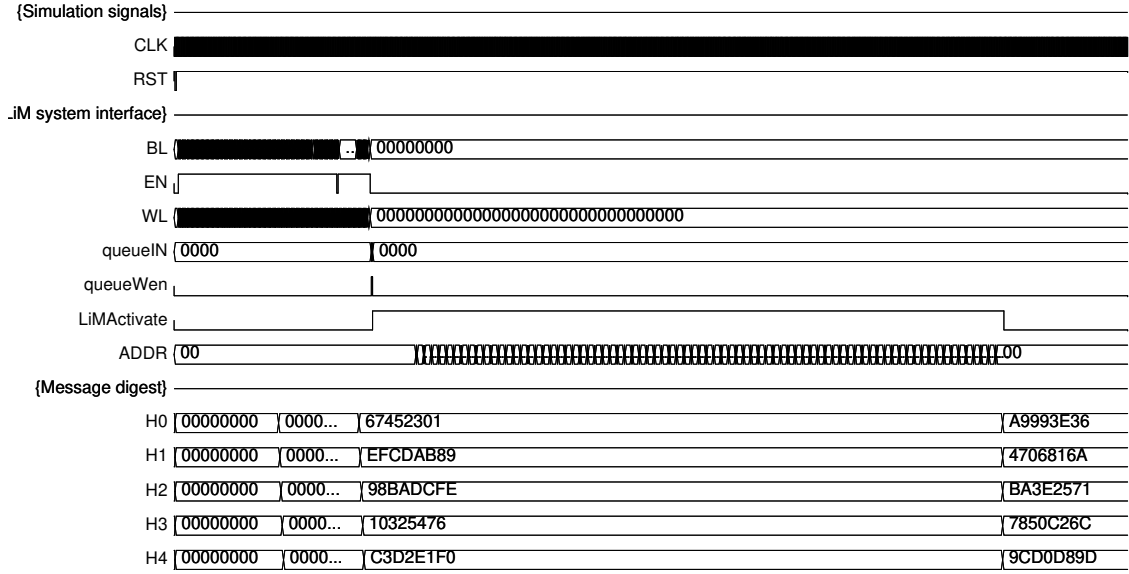 {Simulation signals}
CLK
RST
.iM system interface}
BL .. 00000000
EN
WL 00000000000000000000000000000000
queueIN 0000 0000
queueWen
LiMActivate
ADDR 00 00
{Message digest}
H0 00000000 0000... 67452301 A9993E36
H1 00000000 0000... EFCDAB89 4706816A
H2 00000000 0000... 98BADCFE BA3E2571
H3 00000000 0000... 10325476 7850C26C
H4 00000000 0000... C3D2E1F0 9CD0D89D